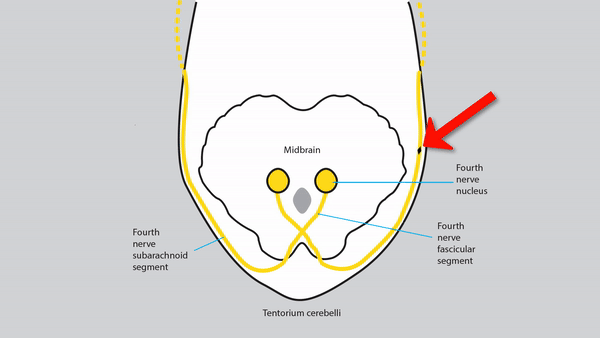 Midbrain
Fourth
nerve
nucleus
Fourth
nerve
fascicular
segment
Fourth
nerve
subarachnoid
segment
Tentorium cerebelli